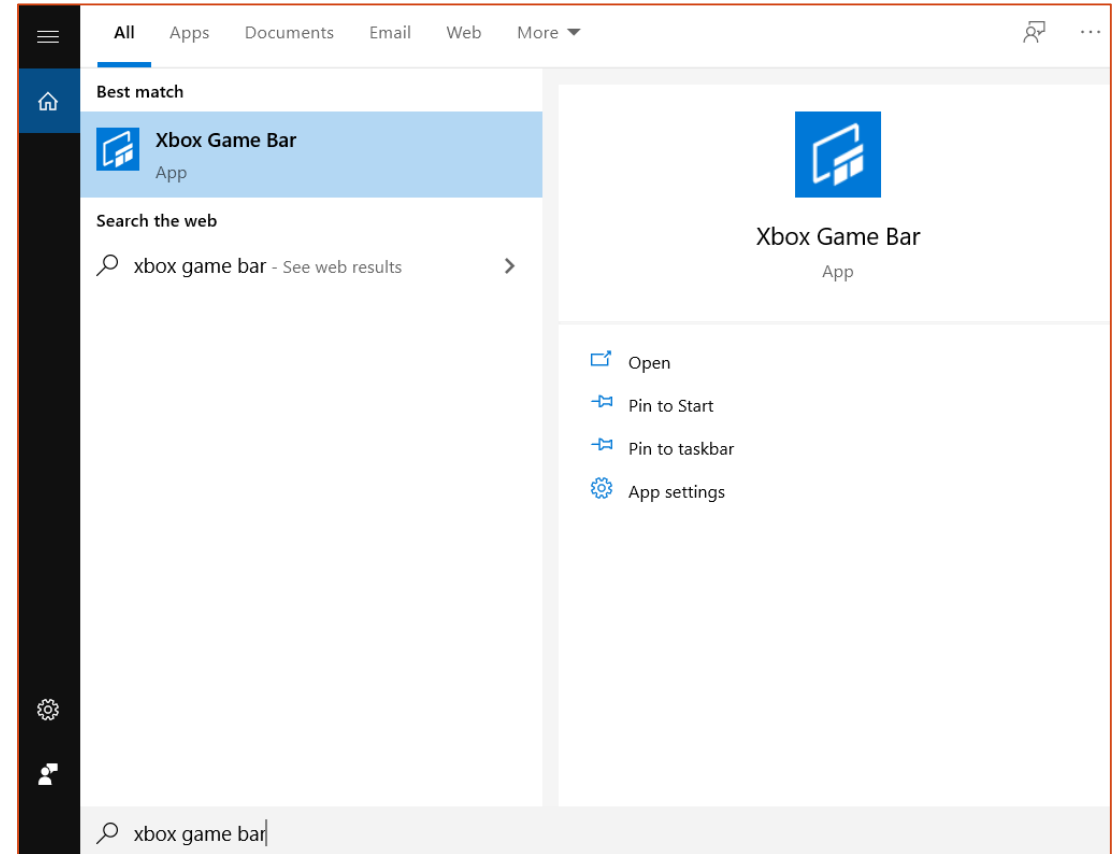 All Apps Documents Email Web More
Best match
Xbox Game Bar
App
Search the web
xbox game bar - See web results
Xbox Game Bar
App
Open
Pin to Start
Pin to taskbar
App settings
xbox game bar